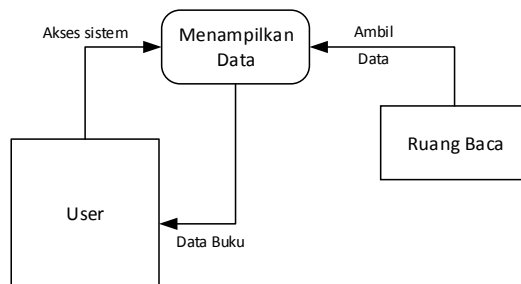 Akses sistem
Menampilkan
Data
Ambil
Data
Ruang Baca
User
Data Buku